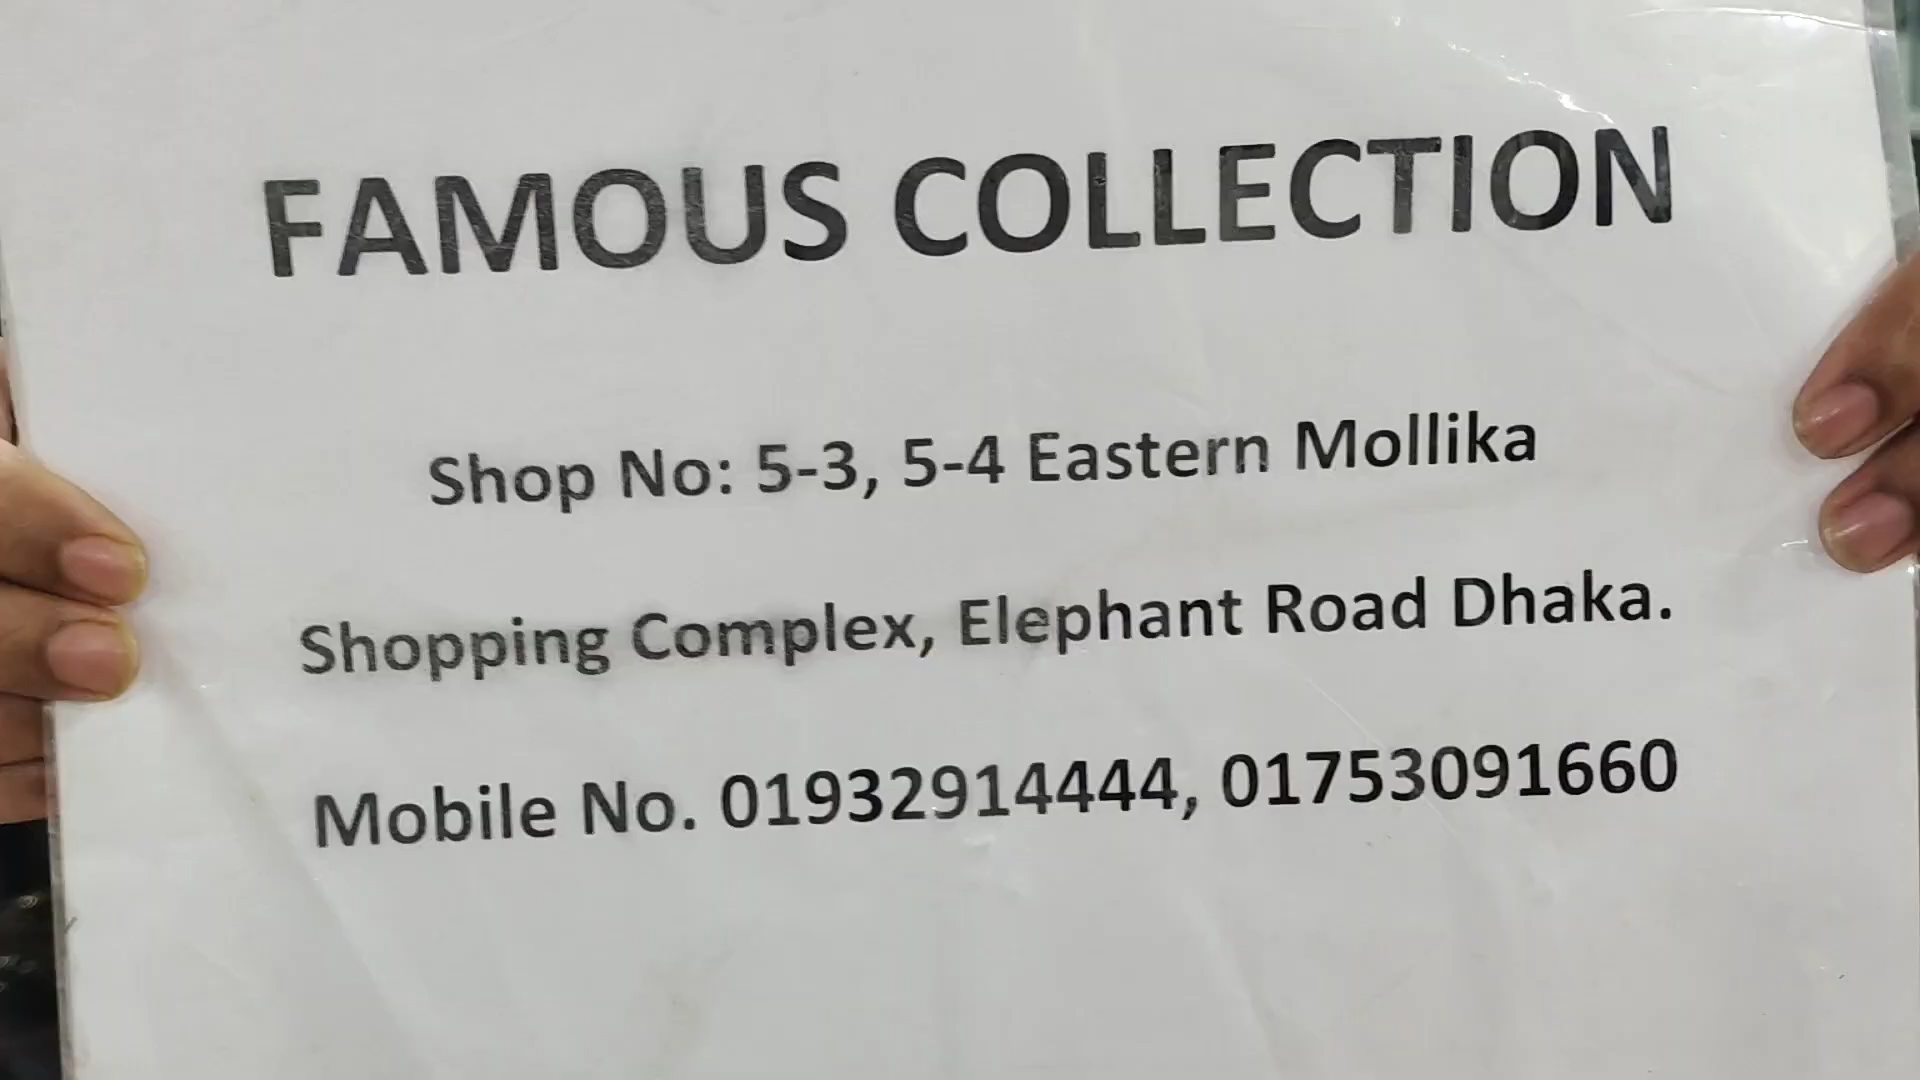 FAMOUS COLLECTION
Shop No: 5-3, 5-4 Eastern Mollika
Shopping Complex, Elephant Road Dhaka.
Mobile No. 01932914444, 01753091660